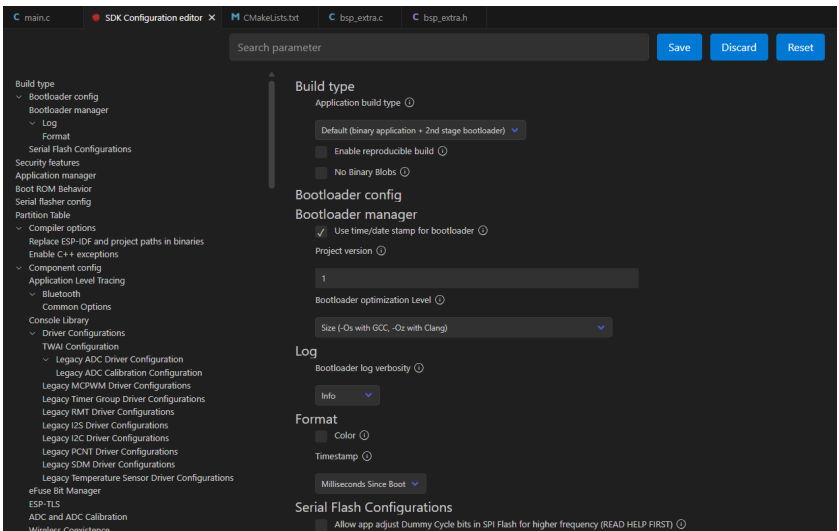 main.c
SDK Configuration editor
CMakeLists.txt
bsp_extra.c
bsp_extra.h
Search parameter
Save
Discard
Reset
Build type
Bootloader config
Bootloader manager
Log
Format
Serial Flash Configurations
Security features
Application manager
Boot ROM Behavior
Serial flasher config
Partition Table
Compiler options
Replace ESP-IDF and project paths in binaries
Enable C++ exceptions
Component config
Application Level Tracing
Bluetooth
Common Options
Console Library
Driver Configurations
TWAI Configuration
Legacy ADC Driver Configuration
Legacy ADC Calibration Configuration
Legacy MCPWM Driver Configurations
Legacy Timer Group Driver Configurations
Legacy RMT Driver Configurations
Legacy I2S Driver Configurations
Legacy I2C Driver Configurations
Legacy PCNT Driver Configurations
Legacy SDM Driver Configurations
Legacy Temperature Sensor Driver Configurations
eFuse Bit Manager
ESP-TLS
ADC and ADC Calibration
Wireless Coexistence
Build type
Application build type
Default (binary application + 2nd stage bootloader)
Enable reproducible build
No Binary Blobs
Bootloader config
Bootloader manager
Use time/date stamp for bootloader
Project version
1
Bootloader optimization Level
Size (-Os with GCC, -Oz with Clang)
Log
Bootloader log verbosity
Info
Format
Color
Timestamp
Milliseconds Since Boot
Serial Flash Configurations
Allow app adjust Dummy Cycle bits in SPI Flash for higher frequency (READ HELP FIRST)